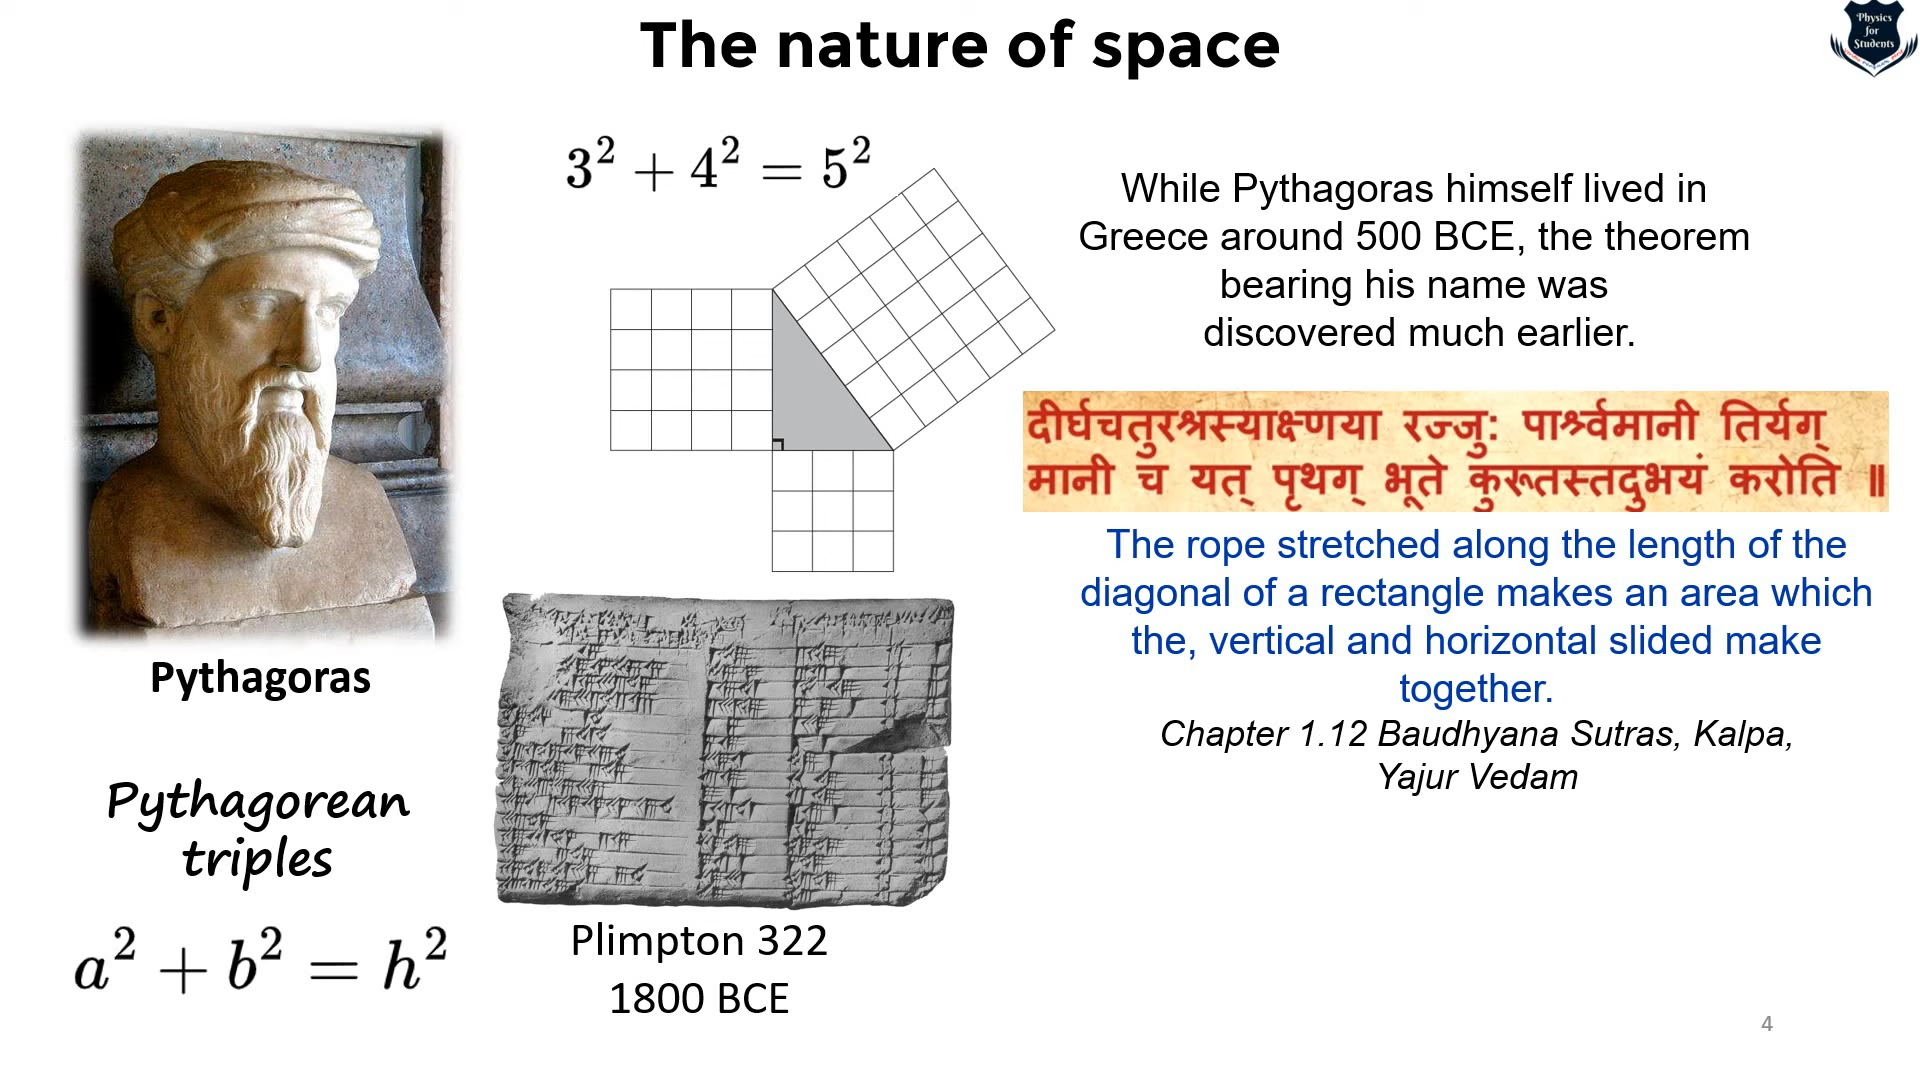 The nature of space
Physics
for
Students
3² + 4² = 5²
While Pythagoras himself lived in
Greece around 500 BCE, the theorem
bearing his name was
discovered much earlier.
दीर्घचतुरश्रस्याक्ष्णया रज्जु: पार्श्र्वमानी तिर्यग्
मानी च यत् पृथग् भूते कुरूतस्तदुभयं करोति ॥
The rope stretched along the length of the
diagonal of a rectangle makes an area which
the, vertical and horizontal slided make
together.
Chapter 1.12 Baudhyana Sutras, Kalpa,
Yajur Vedam
Pythagoras
Pythagorean
triples
a² + b² = h²
Plimpton 322
1800 BCE
4